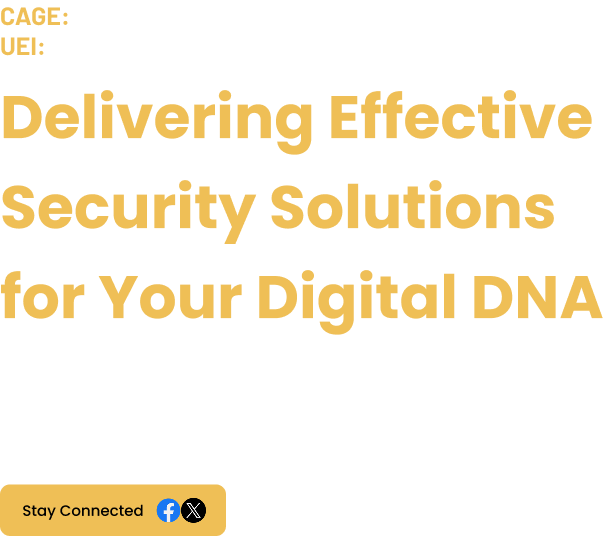 CAGE:
UEI:
Delivering Effective
Security Solutions
for Your Digital DNA
Stay Connected